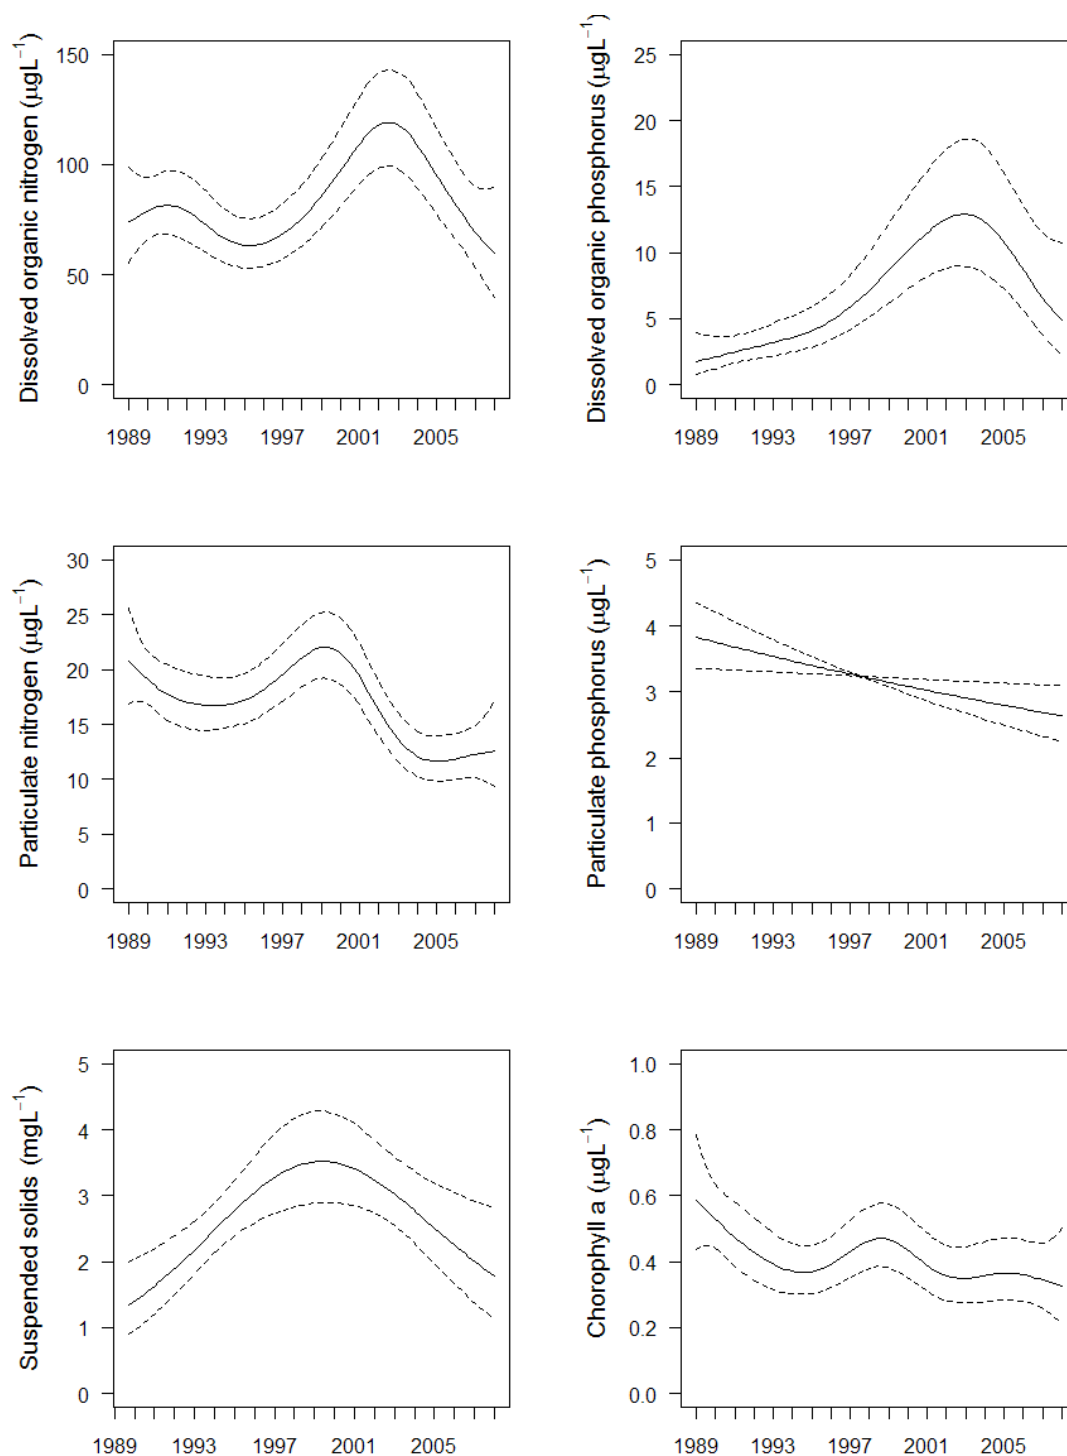 Dissolved organic nitrogen (μgL⁻¹)
150
100
50
0
1989 1993 1997 2001 2005
Dissolved organic phosphorus (μgL⁻¹)
25
20
15
10
5
0
1989 1993 1997 2001 2005
Particulate nitrogen (μgL⁻¹)
30
25
20
15
10
5
0
1989 1993 1997 2001 2005
Particulate phosphorus (μgL⁻¹)
5
4
3
2
1
0
1989 1993 1997 2001 2005
Suspended solids (mgL⁻¹)
5
4
3
2
1
0
1989 1993 1997 2001 2005
Chorophyll a (μgL⁻¹)
1.0
0.8
0.6
0.4
0.2
0.0
1989 1993 1997 2001 2005